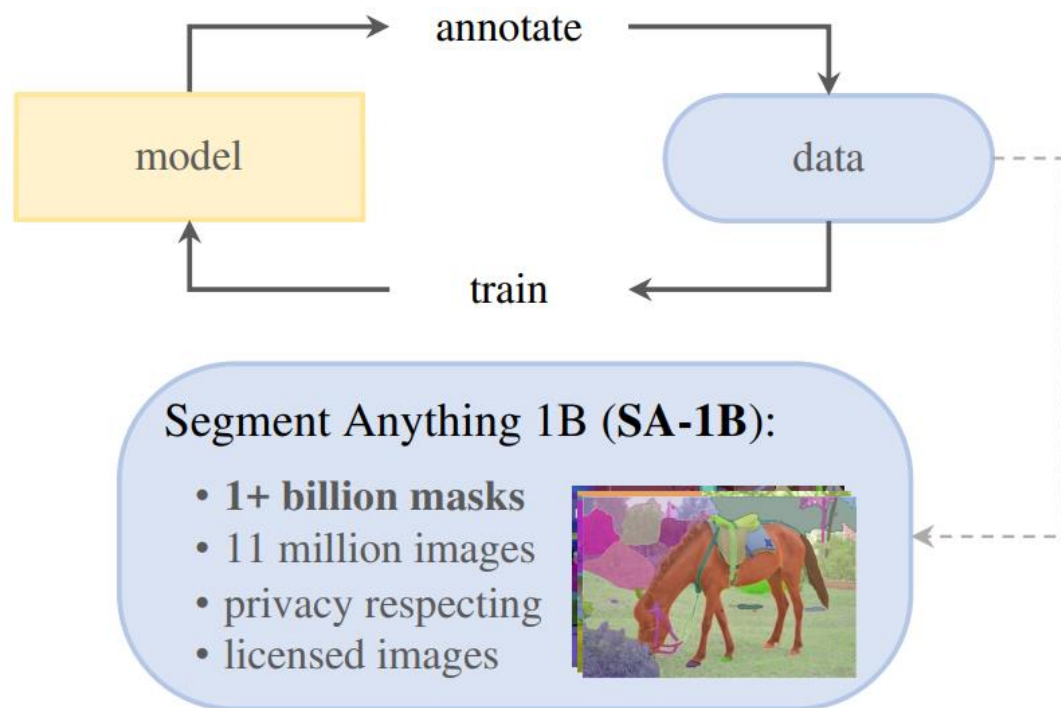 annotate
model
data
train
Segment Anything 1B (SA-1B):
• 1+ billion masks
• 11 million images
• privacy respecting
• licensed images